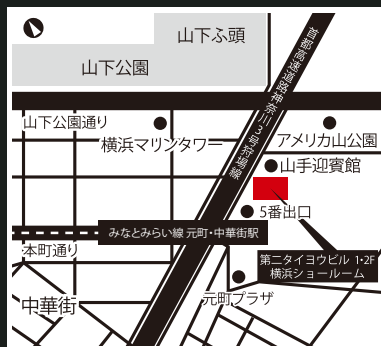 山下ふ頭
山下公園
首都高速道路神奈川3号狩場線
山下公園通り
横浜マリンタワー
アメリカ山公園
山手迎賓館
5番出口
みなとみらい線 元町・中華街駅
本町通り
第二タイヨウビル 1・2F
横浜ショールーム
元町プラザ
中華街